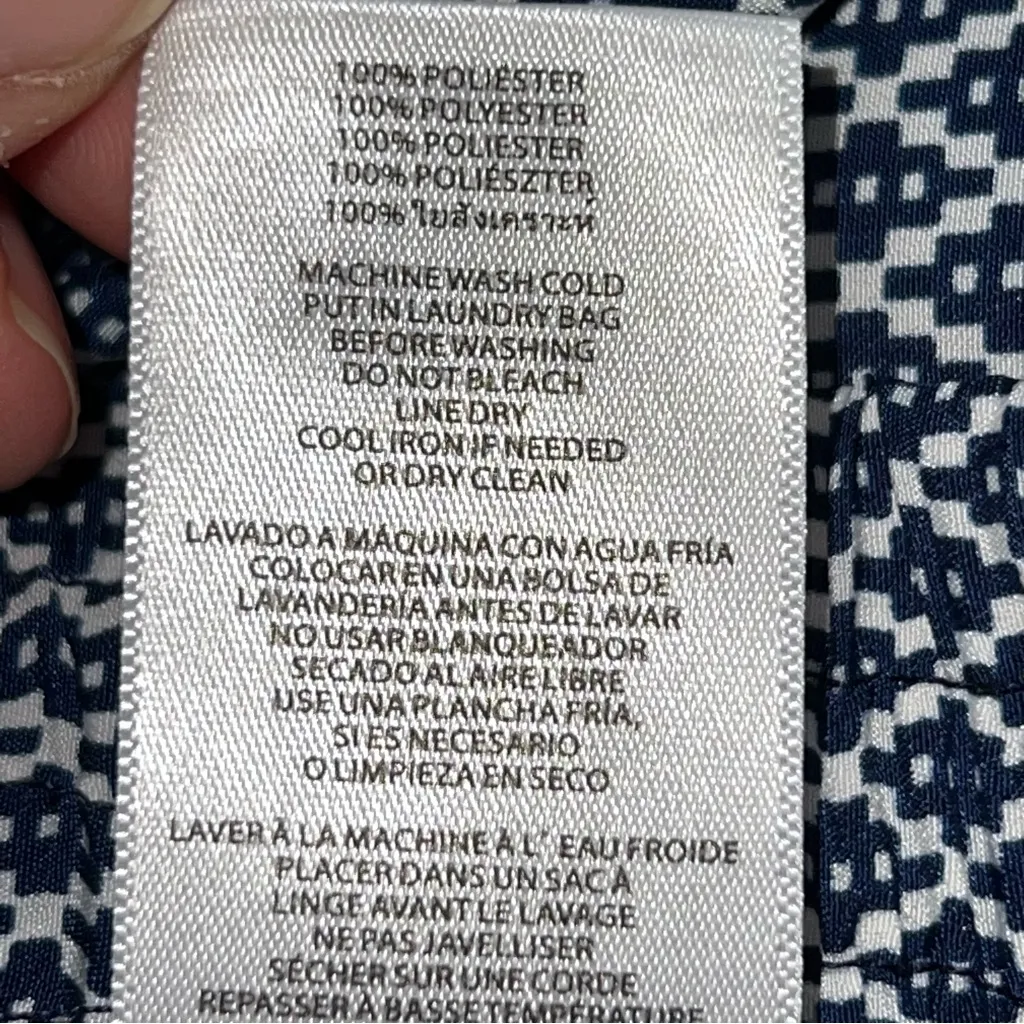 100% POLIÉSTER
100% POLYESTER
100% POLIESTER
100% POLIÉSZTER
100% ใยสังเคราะห์
MACHINE WASH COLD
PUT IN LAUNDRY BAG
BEFORE WASHING
DO NOT BLEACH
LINE DRY
COOL IRON IF NEEDED
OR DRY CLEAN
LAVADO A MÁQUINA CON AGUA FRÍA
COLOCAR EN UNA BOLSA DE
LAVANDERÍA ANTES DE LAVAR
NO USAR BLANQUEADOR
SECADO AL AIRE LIBRE
USE UNA PLANCHA FRÍA,
SI ES NECESARIO
O LIMPIEZA EN SECO
LAVER À LA MACHINE À L' EAU FROIDE
PLACER DANS UN SAC À
LINGE AVANT LE LAVAGE
NE PAS JAVELLISER
SÉCHER SUR UNE CORDE
REPASSER À BASSE TEMPÉRATURE